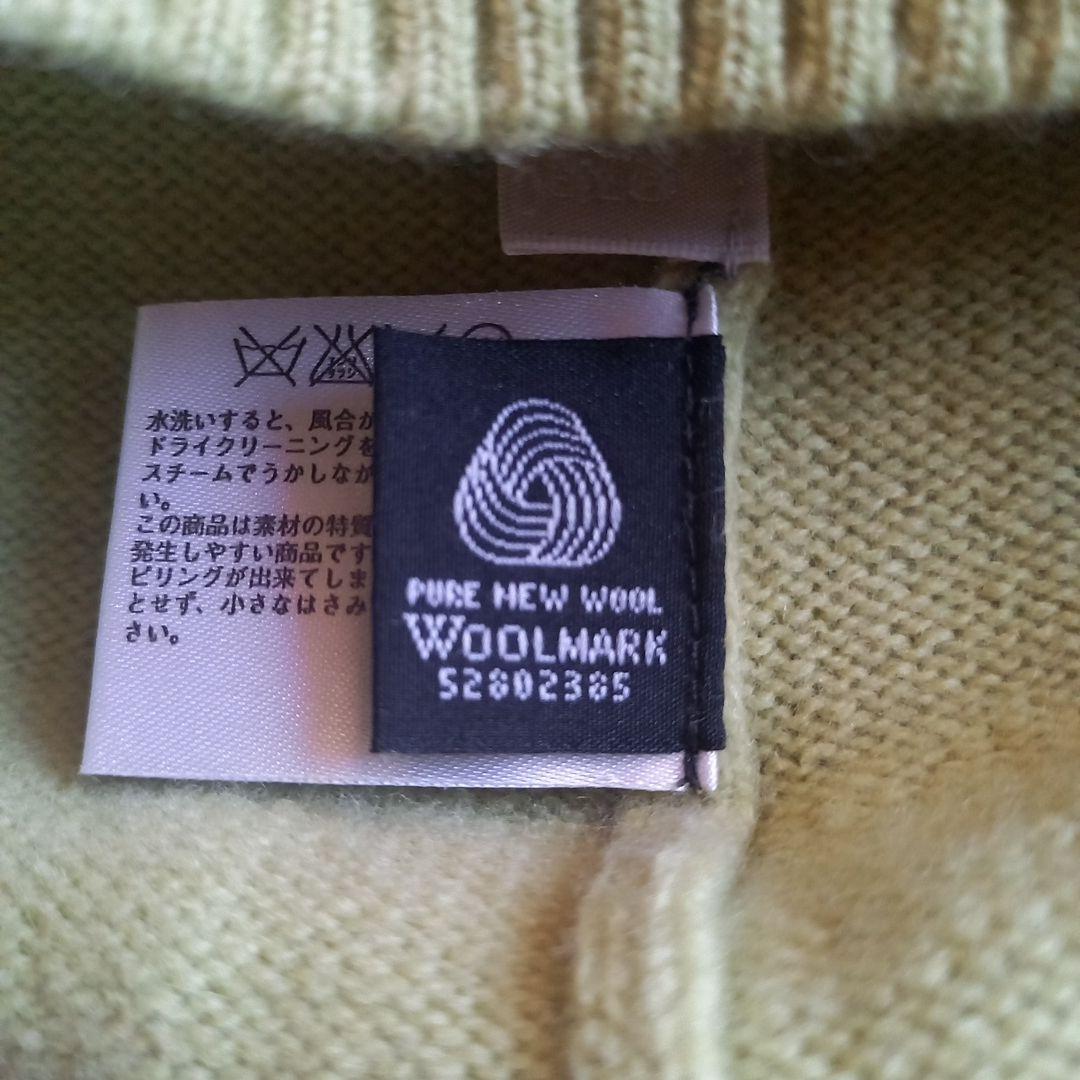 水洗いすると、風合が
ドライクリーニングを
スチームでうかしなが
い。
この商品は素材の特質
発生しやすい商品です
ピリングが出来てしま
とせず、小さなはさみ
さい。
PURE NEW WOOL
WOOLMARK
52802385